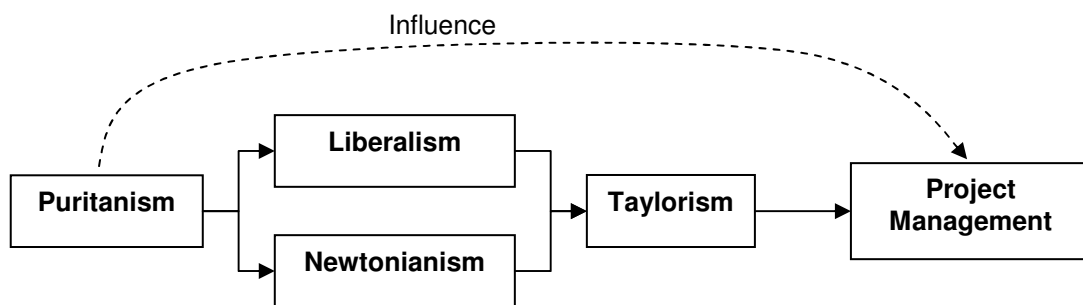 Influence
Liberalism
Puritanism
Taylorism
Project
Management
Newtonianism